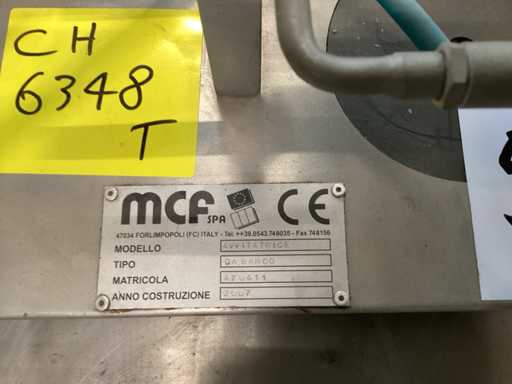 CH
6348
T
mcf SPA CE
47034 FORLIMPOPOLI (FC) ITALY - Tel. ++39.0543.748035 - Fax 748156
MODELLO AVVITATRICE
TIPO DA BANCO
MATRICOLA
ANNO COSTRUZIONE 2007